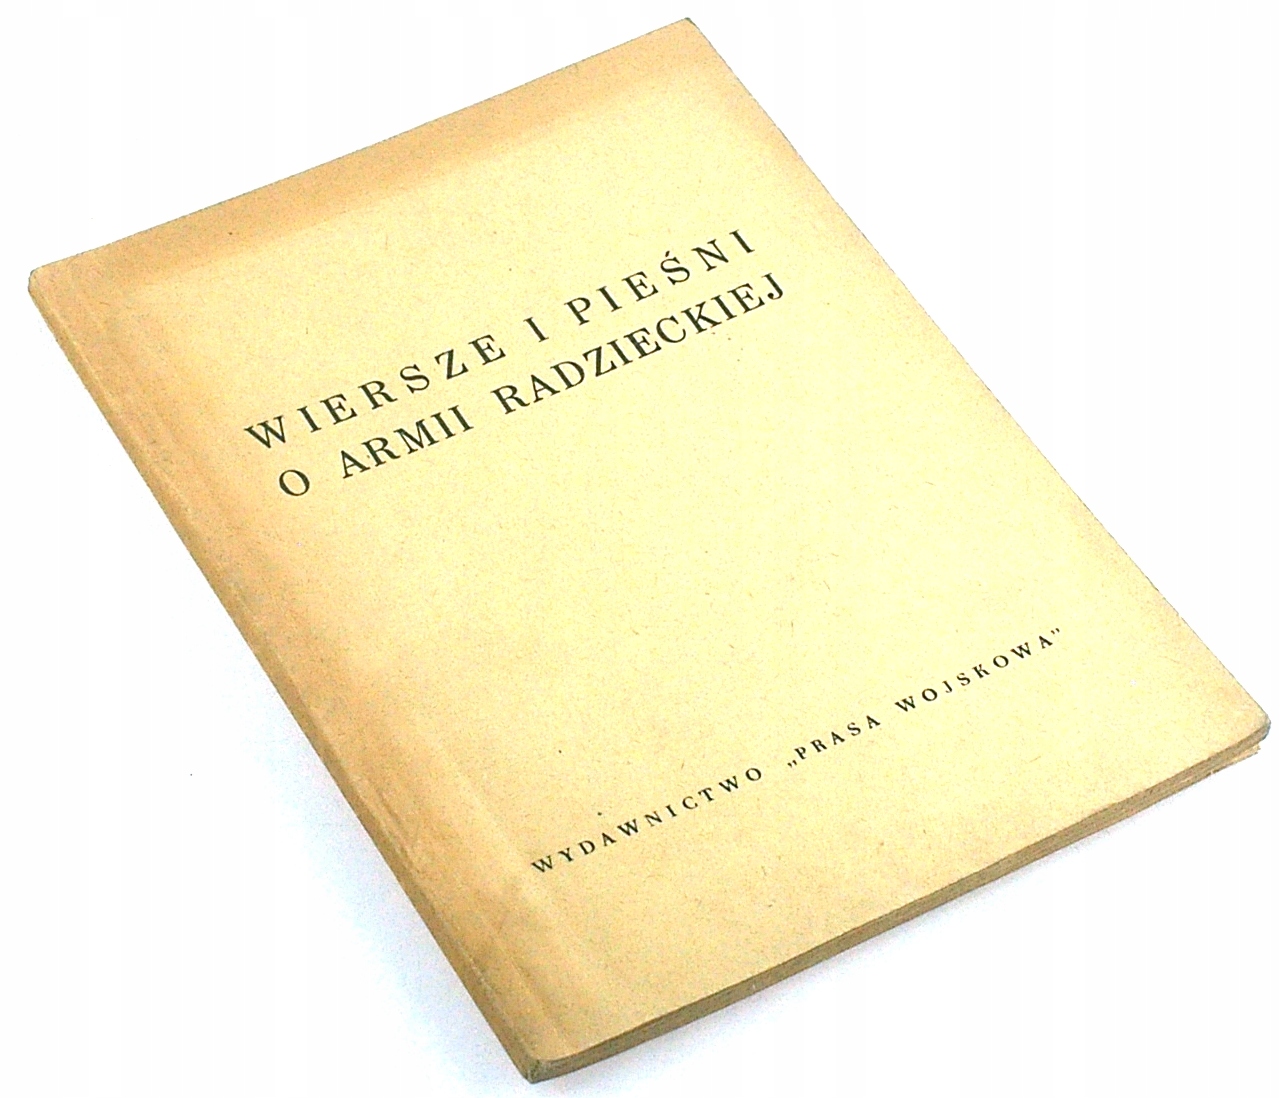 WIERSZE I PIEŚNI
O ARMII RADZIECKIEJ
WYDAWNICTWO „PRASA WOJSKOWA”